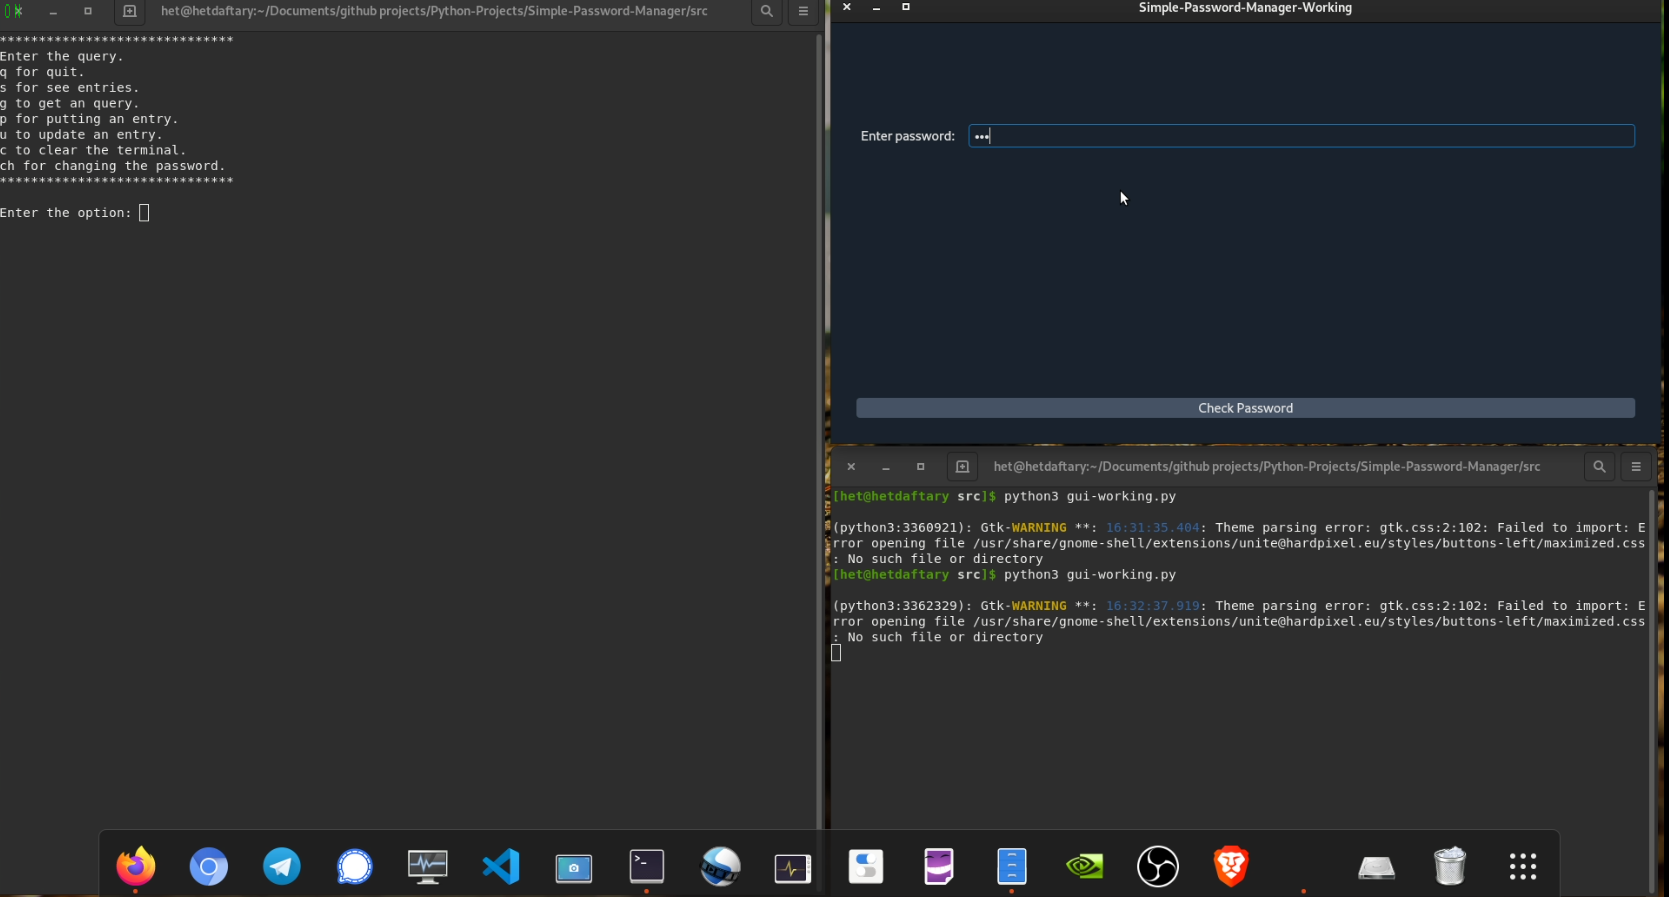 het@hetdaftary:~/Documents/github projects/Python-Projects/Simple-Password-Manager/src
******************************
Enter the query.
q for quit.
s for see entries.
g to get an query.
p for putting an entry.
u to update an entry.
c to clear the terminal.
ch for changing the password.
******************************
Enter the option:
Simple-Password-Manager-Working
Enter password: •••
Check Password
het@hetdaftary:~/Documents/github projects/Python-Projects/Simple-Password-Manager/src
[het@hetdaftary src]$ python3 gui-working.py
(python3:3360921): Gtk-WARNING **: 16:31:35.404: Theme parsing error: gtk.css:2:102: Failed to import: E
rror opening file /usr/share/gnome-shell/extensions/unite@hardpixel.eu/styles/buttons-left/maximized.css
: No such file or directory
[het@hetdaftary src]$ python3 gui-working.py
(python3:3362329): Gtk-WARNING **: 16:32:37.919: Theme parsing error: gtk.css:2:102: Failed to import: E
rror opening file /usr/share/gnome-shell/extensions/unite@hardpixel.eu/styles/buttons-left/maximized.css
: No such file or directory